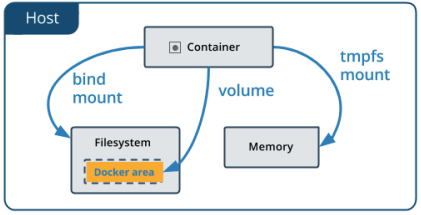 Host
Container
bind
mount
volume
tmpfs
mount
Filesystem
Docker area
Memory